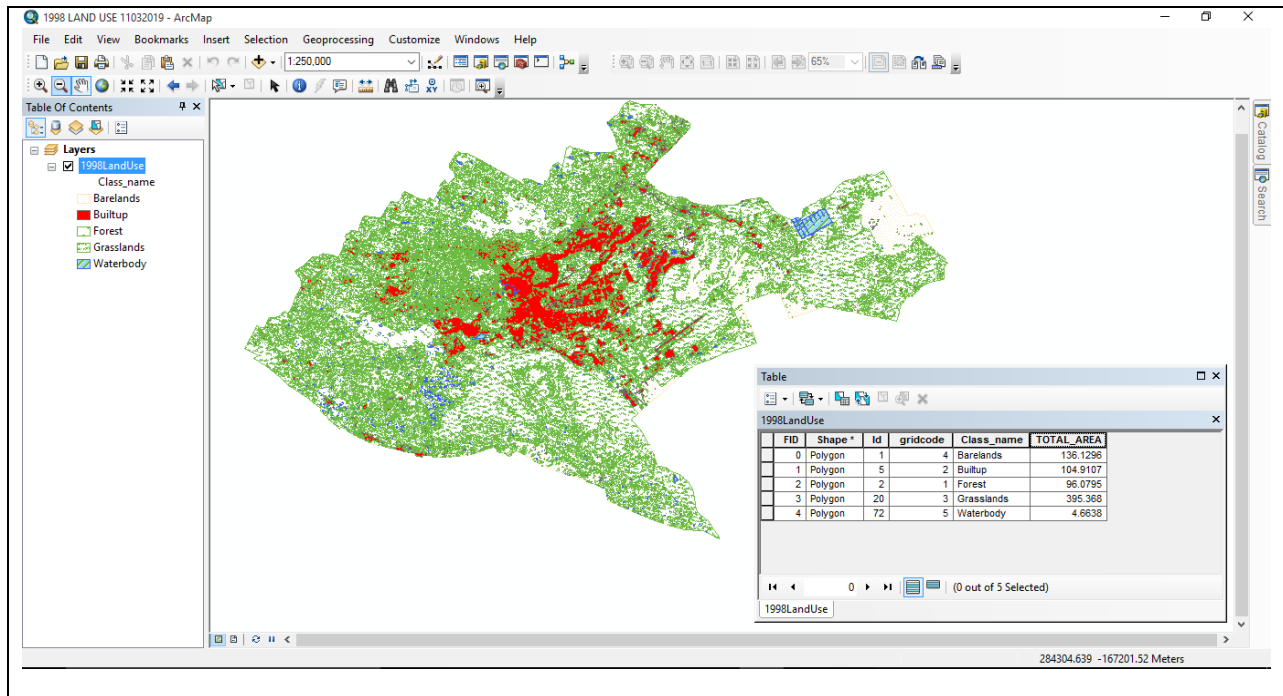 1998 LAND USE 11032019 - ArcMap
File Edit View Bookmarks Insert Selection Geoprocessing Customize Windows Help
1:250,000 65%
Table Of Contents
Layers
1998LandUse
Class_name
Barelands
Builtup
Forest
Grasslands
Waterbody
Catalog
Search
Table
1998LandUse
FID Shape * Id gridcode Class_name TOTAL_AREA
0 Polygon 1 4 Barelands 136.1296
1 Polygon 5 2 Builtup 104.9107
2 Polygon 2 1 Forest 96.0795
3 Polygon 20 3 Grasslands 395.368
4 Polygon 72 5 Waterbody 4.6638
0 (0 out of 5 Selected)
1998LandUse
284304.639 -167201.52 Meters